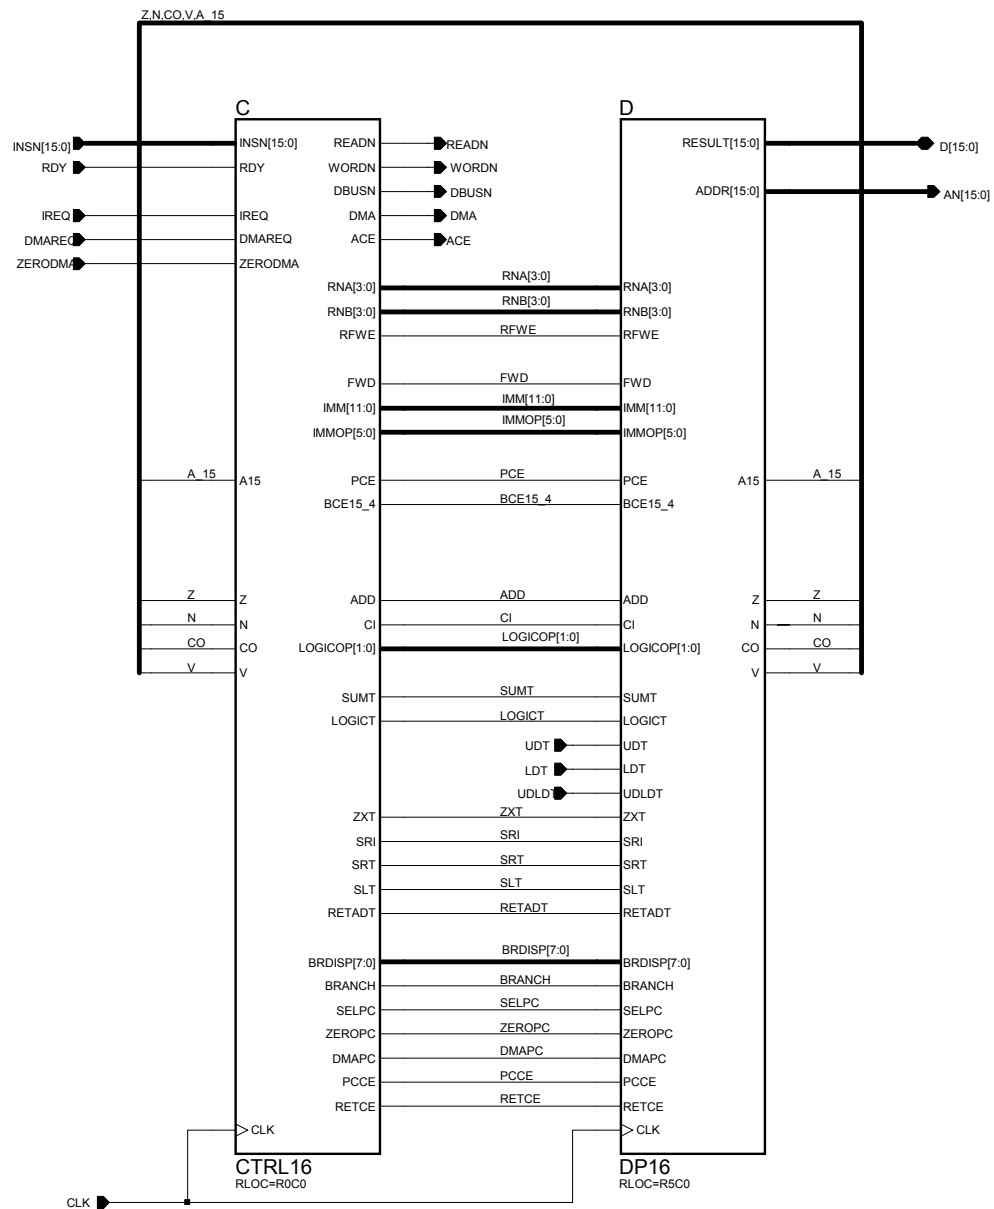 Z,N,CO,V,A_15
C D
INSN[15:0] INSN[15:0] READN READN RESULT[15:0] D[15:0]
RDY RDY WORDN WORDN
DBUSN DBUSN ADDR[15:0] AN[15:0]
IREQ IREQ DMA DMA
DMAREQ DMAREQ ACE ACE
ZERODMA ZERODMA
RNA[3:0] RNA[3:0] RNA[3:0]
RNB[3:0] RNB[3:0] RNB[3:0]
RFWE RFWE RFWE
FWD FWD FWD
IMM[11:0] IMM[11:0] IMM[11:0]
IMMOP[5:0] IMMOP[5:0] IMMOP[5:0]
A_15 A15 PCE PCE PCE A15 A_15
BCE15_4 BCE15_4 BCE15_4
Z Z ADD ADD ADD Z Z
N N CI CI CI N N
CO CO LOGICOP[1:0] LOGICOP[1:0] LOGICOP[1:0] CO CO
V V V V
SUMT SUMT SUMT
LOGICT LOGICT LOGICT
UDT UDT
LDT LDT
UDLDT UDLDT
ZXT ZXT ZXT
SRI SRI SRI
SRT SRT SRT
SLT SLT SLT
RETADT RETADT RETADT
BRDISP[7:0] BRDISP[7:0] BRDISP[7:0]
BRANCH BRANCH BRANCH
SELPC SELPC SELPC
ZEROPC ZEROPC ZEROPC
DMAPC DMAPC DMAPC
PCCE PCCE PCCE
RETCE RETCE RETCE
CLK CLK
CTRL16 DP16
RLOC=R0C0 RLOC=R5C0
CLK